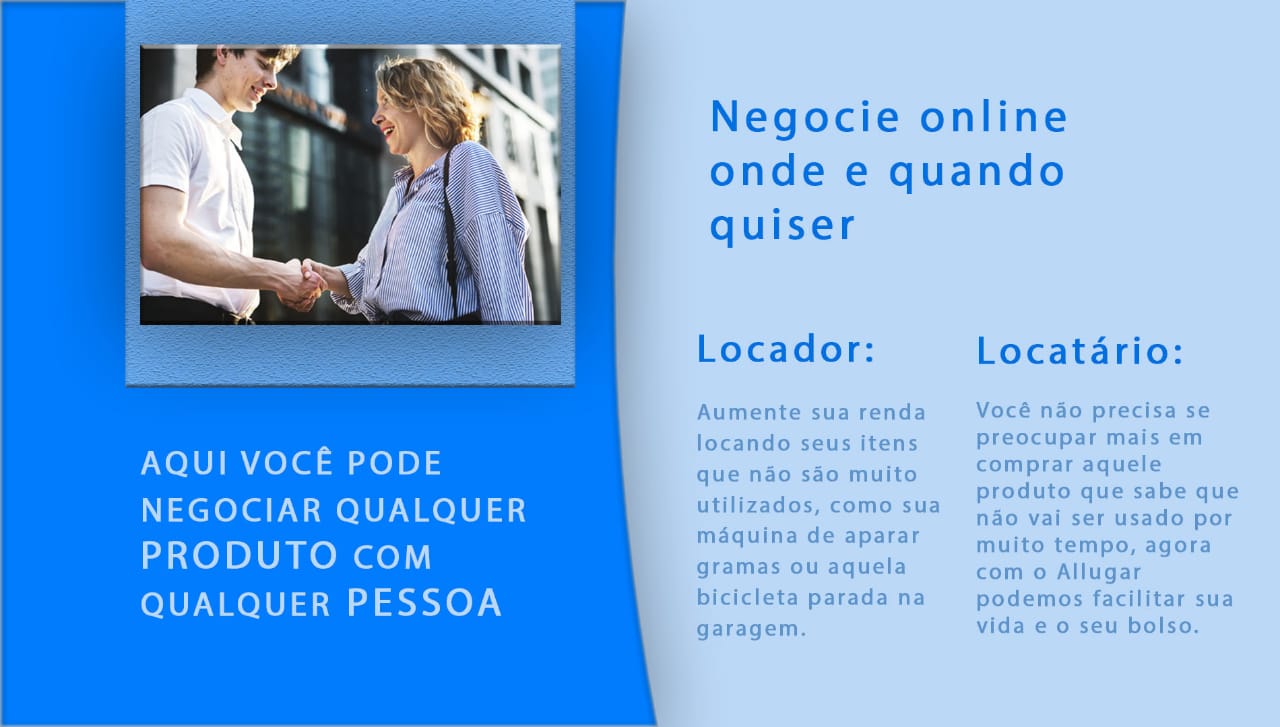 AQUI VOCÊ PODE
NEGOCIAR QUALQUER
PRODUTO COM
QUALQUER PESSOA
Negocie online
onde e quando
quiser
Locador:
Aumente sua renda
locando seus itens
que não são muito
utilizados, como sua
máquina de aparar
gramas ou aquela
bicicleta parada na
garagem.
Locatário:
Você não precisa se
preocupar mais em
comprar aquele
produto que sabe que
não vai ser usado por
muito tempo, agora
com o Allugar
podemos facilitar sua
vida e o seu bolso.